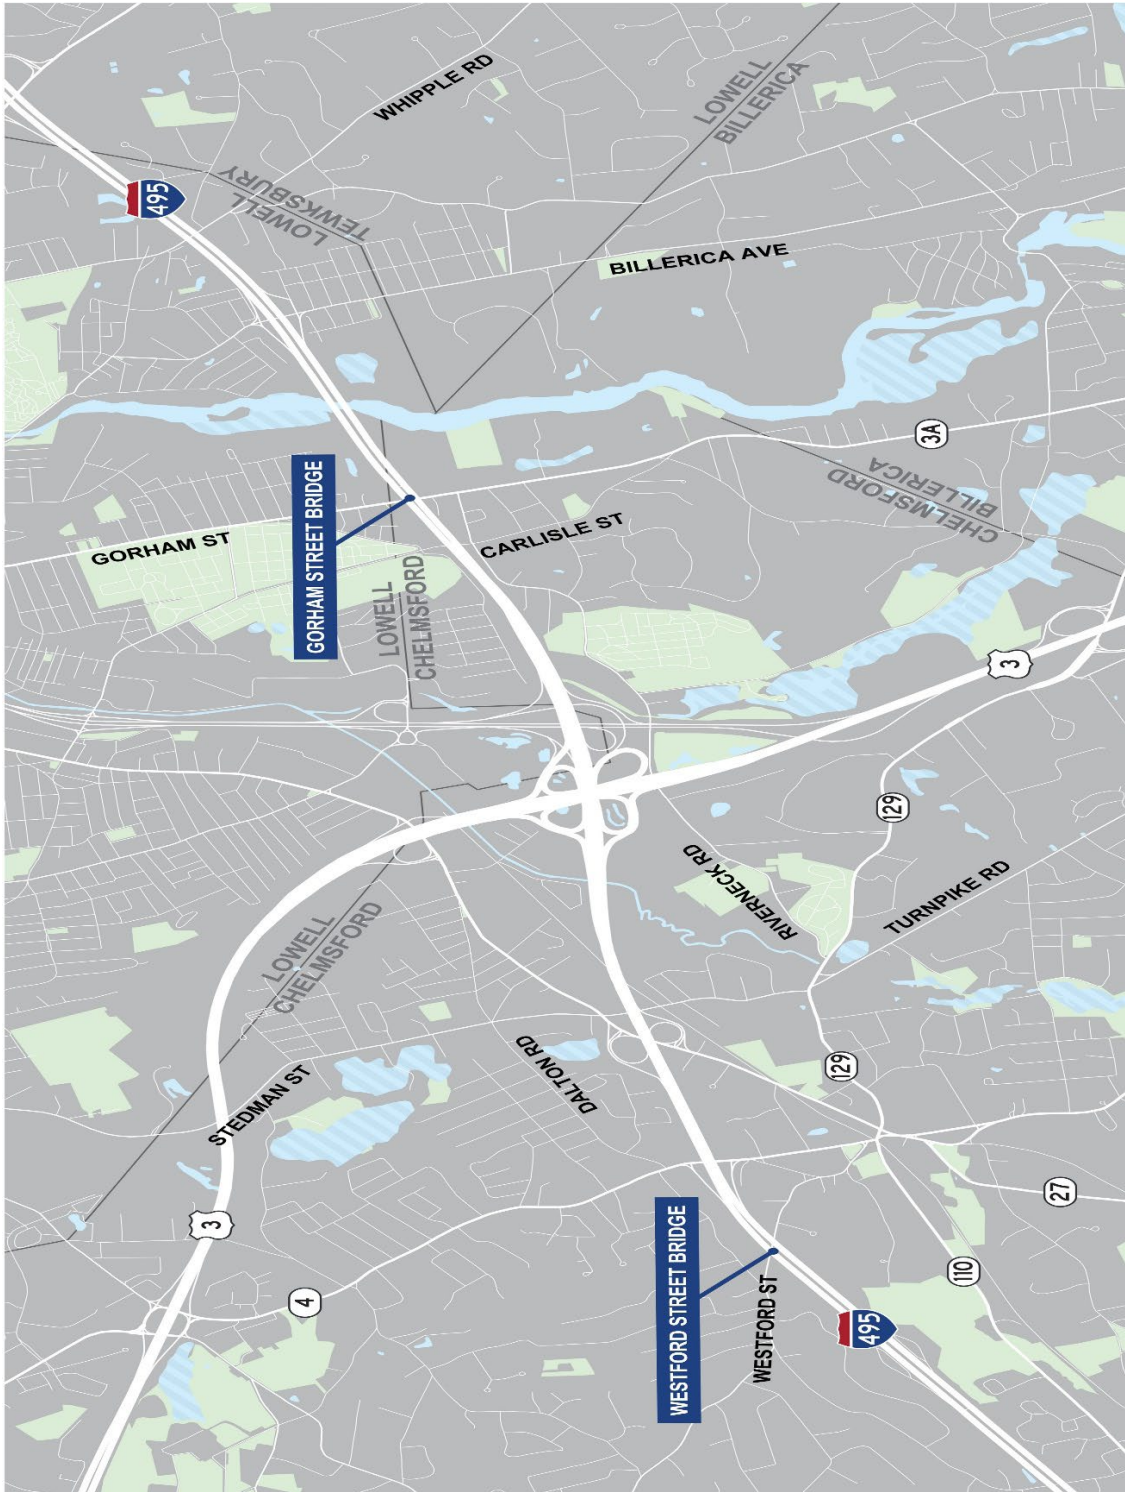 WESTFORD STREET BRIDGE
WESTFORD ST
495
4
3
110
27
STEDMAN ST
DALTON RD
129
LOWELL
CHELMSFORD
TURNPIKE RD
RIVERNECK RD
129
3
GORHAM ST
GORHAM STREET BRIDGE
LOWELL
CHELMSFORD
CARLISLE ST
CHELMSFORD
BILLERICA
3A
495
LOWELL
TEWKSBURY
BILLERICA AVE
WHIPPLE RD
LOWELL
BILLERICA